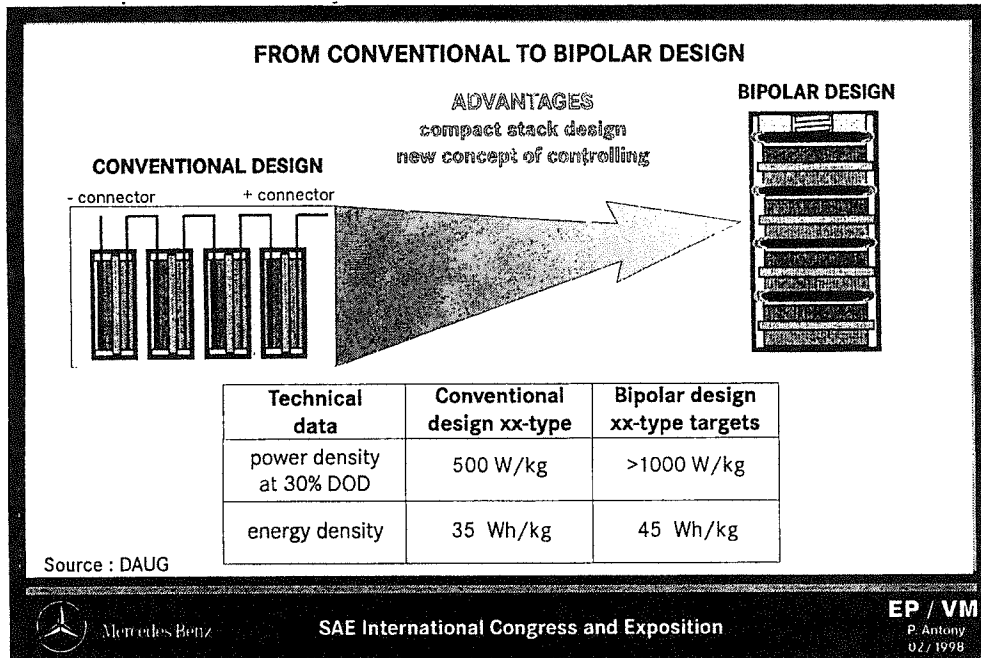 FROM CONVENTIONAL TO BIPOLAR DESIGN
ADVANTAGES
compact stack design
new concept of controlling
BIPOLAR DESIGN
CONVENTIONAL DESIGN
- connector + connector
Technical data Conventional design xx-type Bipolar design xx-type targets
power density at 30% DOD 500 W/kg >1000 W/kg
energy density 35 Wh/kg 45 Wh/kg
Source : DAUG
Mercedes Benz
SAE International Congress and Exposition
EP / VM
P. Antony
02/1998